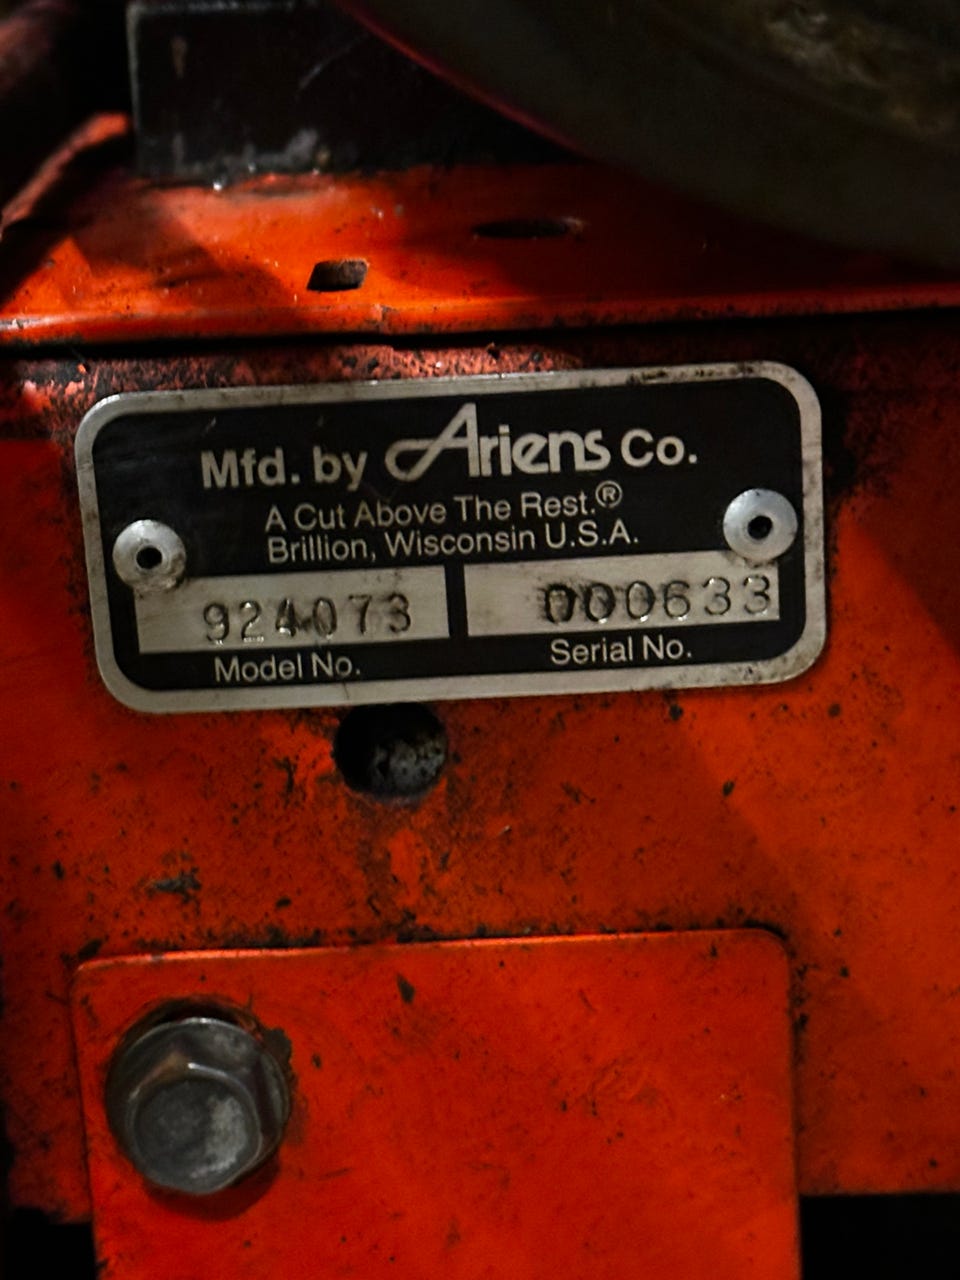 Mfd. by Ariens Co.
A Cut Above The Rest.®
Brillion, Wisconsin U.S.A.
924073 000633
Model No. Serial No.